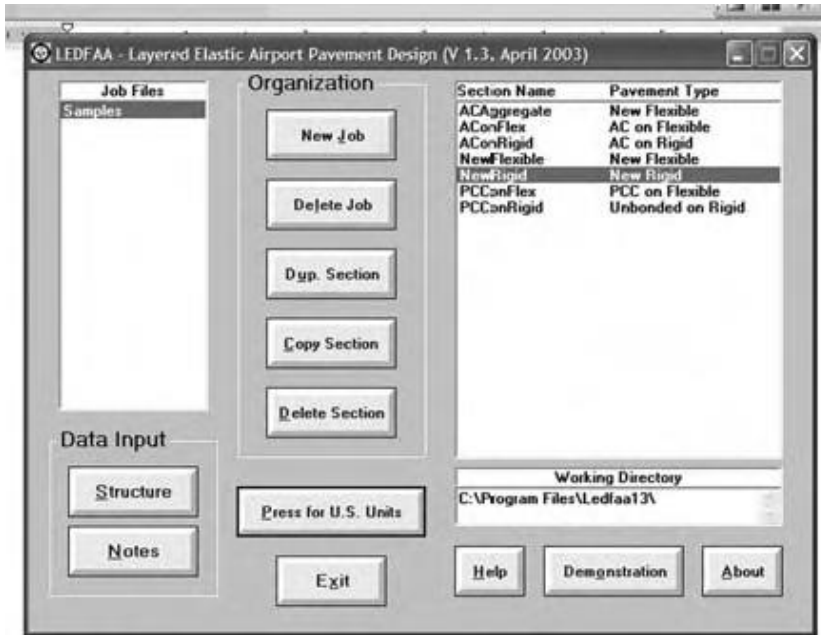 LEDFAA - Layered Elastic Airport Pavement Design (V 1.3, April 2003)
Job Files
Samples
Organization
New Job
Delete Job
Dup. Section
Copy Section
Delete Section
Section Name Pavement Type
ACAggregate New Flexible
AConFlex AC on Flexible
AConRigid AC on Rigid
NewFlexible New Flexible
NewRigid New Rigid
PCConFlex PCC on Flexible
PCConRigid Unbonded on Rigid
Data Input
Structure
Notes
Press for U.S. Units
Exit
Working Directory
C:\Program Files\Ledfaa13\
Help
Demonstration
About